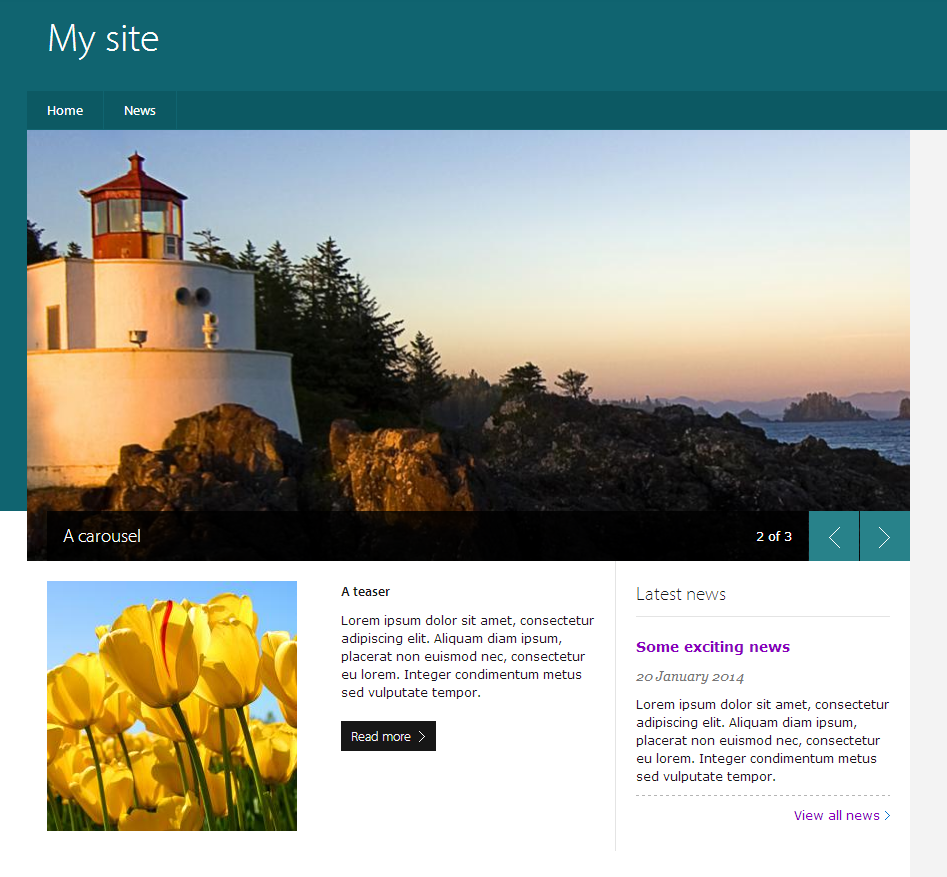 My site
Home
News
A carousel
2 of 3
A teaser
Lorem ipsum dolor sit amet, consectetur
adipiscing elit. Aliquam diam ipsum,
placerat non euismod nec, consectetur
eu lorem. Integer condimentum metus
sed vulputate tempor.
Read more
Latest news
Some exciting news
20 January 2014
Lorem ipsum dolor sit amet, consectetur
adipiscing elit. Aliquam diam ipsum,
placerat non euismod nec, consectetur
eu lorem. Integer condimentum metus
sed vulputate tempor.
View all news